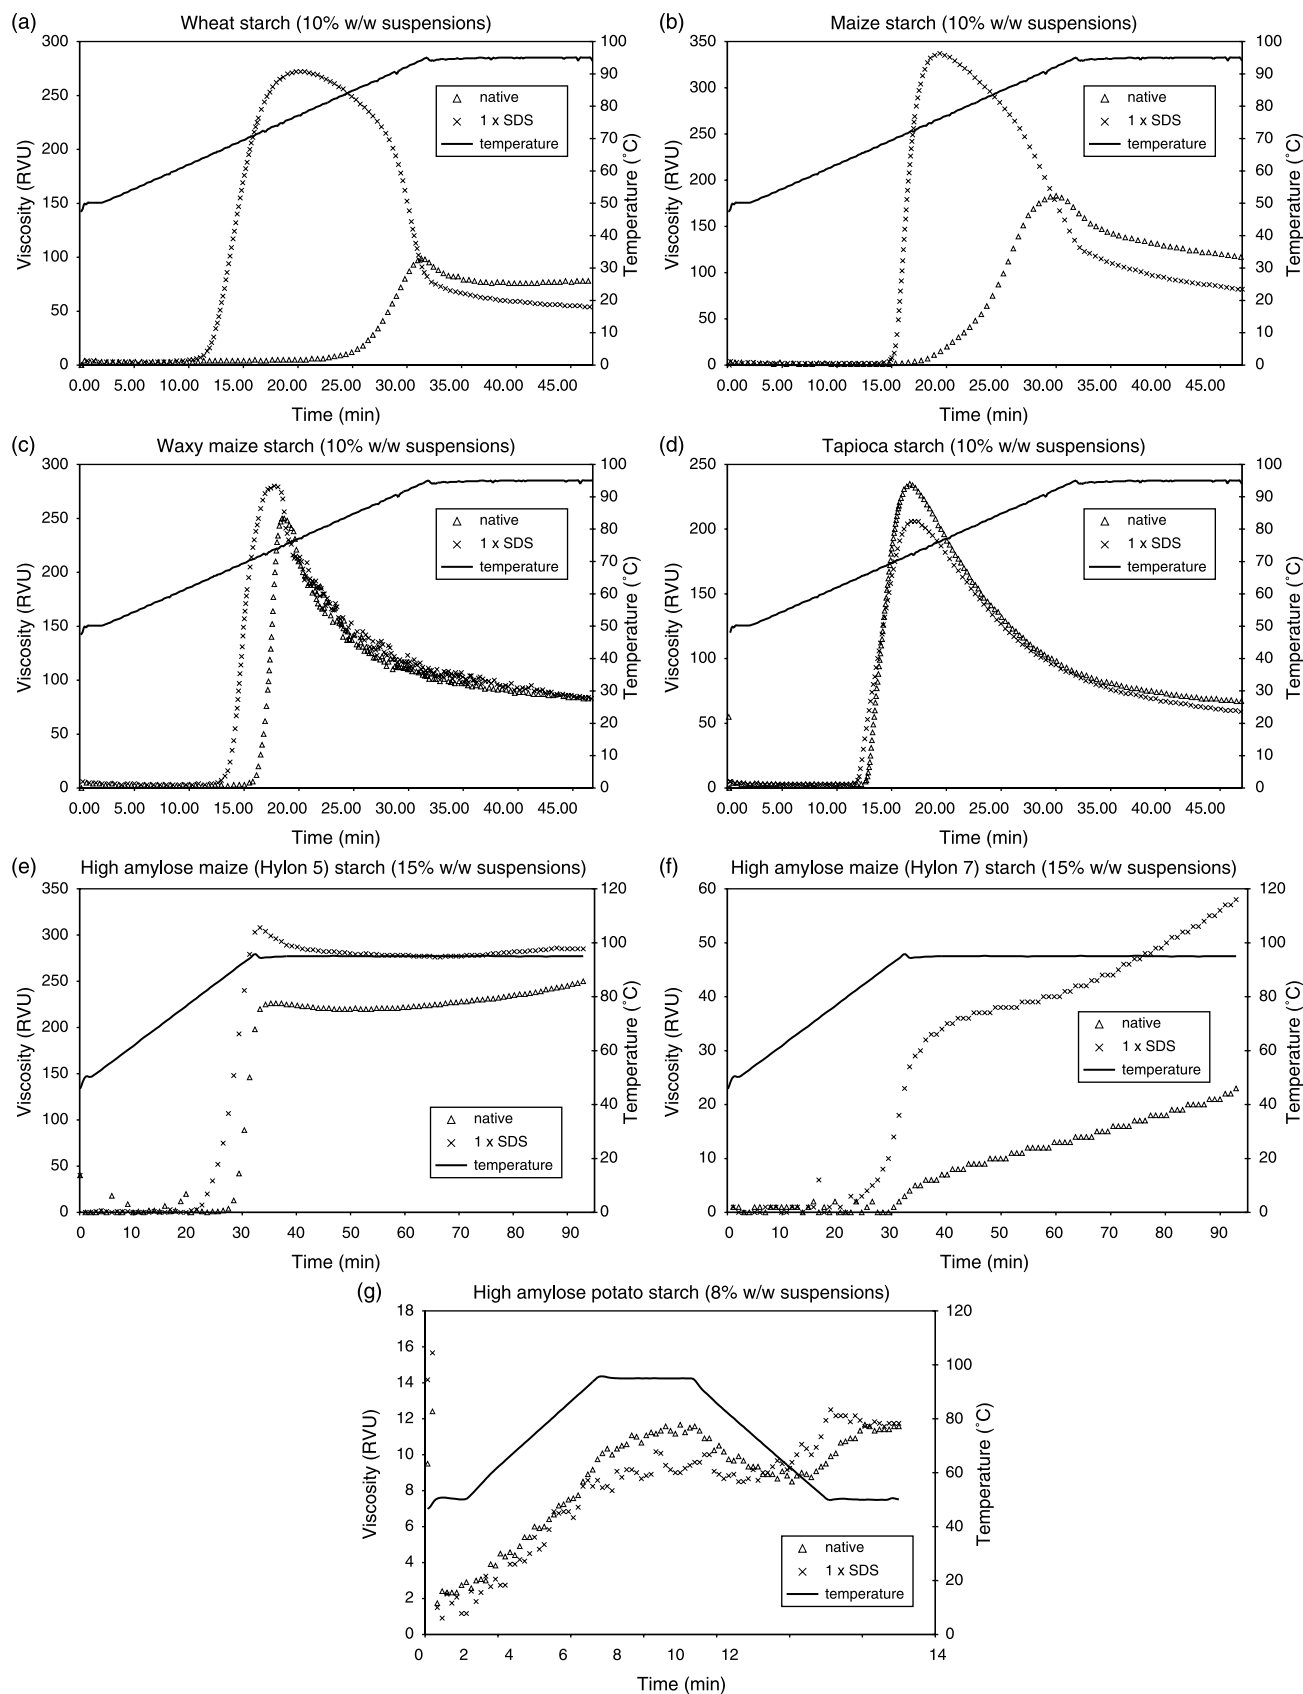 (a) Wheat starch (10% w/w suspensions)
300 250 200 150 100 50 0
Viscosity (RVU)
100 90 80 70 60 50 40 30 20 10 0
Temperature (˚C)
native
1 x SDS
temperature
0.00 5.00 10.00 15.00 20.00 25.00 30.00 35.00 40.00 45.00
Time (min)
(b) Maize starch (10% w/w suspensions)
350 300 250 200 150 100 50 0
Viscosity (RVU)
100 90 80 70 60 50 40 30 20 10 0
Temperature (˚C)
native
1 x SDS
temperature
0.00 5.00 10.00 15.00 20.00 25.00 30.00 35.00 40.00 45.00
Time (min)
(c) Waxy maize starch (10% w/w suspensions)
300 250 200 150 100 50 0
Viscosity (RVU)
100 90 80 70 60 50 40 30 20 10 0
Temperature (˚C)
native
1 x SDS
temperature
0.00 5.00 10.00 15.00 20.00 25.00 30.00 35.00 40.00 45.00
Time (min)
(d) Tapioca starch (10% w/w suspensions)
250 200 150 100 50 0
Viscosity (RVU)
100 90 80 70 60 50 40 30 20 10 0
Temperature (˚C)
native
1 x SDS
temperature
0.00 5.00 10.00 15.00 20.00 25.00 30.00 35.00 40.00 45.00
Time (min)
(e) High amylose maize (Hylon 5) starch (15% w/w suspensions)
350 300 250 200 150 100 50 0
Viscosity (RVU)
120 100 80 60 40 20 0
Temperature (˚C)
native
1 x SDS
temperature
0 10 20 30 40 50 60 70 80 90
Time (min)
(f) High amylose maize (Hylon 7) starch (15% w/w suspensions)
60 50 40 30 20 10 0
Viscosity (RVU)
120 100 80 60 40 20 0
Temperature (˚C)
native
1 x SDS
temperature
0 10 20 30 40 50 60 70 80 90
Time (min)
(g) High amylose potato starch (8% w/w suspensions)
18 16 14 12 10 8 6 4 2 0
Viscosity (RVU)
120 100 80 60 40 20 0
Temperature (˚C)
native
1 x SDS
temperature
0 2 4 6 8 10 12 14
Time (min)